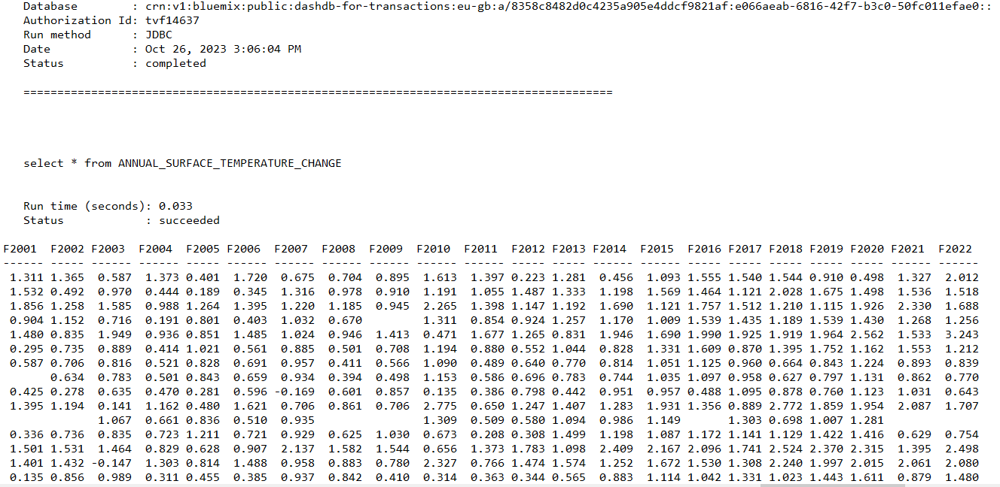 Database : crn:v1:bluemix:public:dashdb-for-transactions:eu-gb:a/8358c8482d0c4235a905e4ddcf9821af:e066aeab-6816-42f7-b3c0-50fc011efae0::
Authorization Id: tvf14637
Run method : JDBC
Date : Oct 26, 2023 3:06:04 PM
Status : completed
=======================================================================================
select * from ANNUAL_SURFACE_TEMPERATURE_CHANGE
Run time (seconds): 0.033
Status : succeeded
F2001 F2002 F2003 F2004 F2005 F2006 F2007 F2008 F2009 F2010 F2011 F2012 F2013 F2014 F2015 F2016 F2017 F2018 F2019 F2020 F2021 F2022
------ ----- ------ ------ ----- ------ ------ ------ ------ ------ ------ ----- ----- ------ ------ ----- ----- ----- ----- ----- ------ ------
1.311 1.365 0.587 1.373 0.401 1.720 0.675 0.704 0.895 1.613 1.397 0.223 1.281 0.456 1.093 1.555 1.540 1.544 0.910 0.498 1.327 2.012
1.532 0.492 0.970 0.444 0.189 0.345 1.316 0.978 0.910 1.191 1.055 1.487 1.333 1.198 1.569 1.464 1.121 2.028 1.675 1.498 1.536 1.518
1.856 1.258 1.585 0.988 1.264 1.395 1.220 1.185 0.945 2.265 1.398 1.147 1.192 1.690 1.121 1.757 1.512 1.210 1.115 1.926 2.330 1.688
0.904 1.152 0.716 0.191 0.801 0.403 1.032 0.670 1.311 0.854 0.924 1.257 1.170 1.009 1.539 1.435 1.189 1.539 1.430 1.268 1.256
1.480 0.835 1.949 0.936 0.851 1.485 1.024 0.946 1.413 0.471 1.677 1.265 0.831 1.946 1.690 1.990 1.925 1.919 1.964 2.562 1.533 3.243
0.295 0.735 0.889 0.414 1.021 0.561 0.885 0.501 0.708 1.194 0.880 0.552 1.044 0.828 1.331 1.609 0.870 1.395 1.752 1.162 1.553 1.212
0.587 0.706 0.816 0.521 0.828 0.691 0.957 0.411 0.566 1.090 0.489 0.640 0.770 0.814 1.051 1.125 0.960 0.664 0.843 1.224 0.893 0.839
0.634 0.783 0.501 0.843 0.659 0.934 0.394 0.498 1.153 0.586 0.696 0.783 0.744 1.035 1.097 0.958 0.627 0.797 1.131 0.862 0.770
0.425 0.278 0.635 0.470 0.281 0.596 -0.169 0.601 0.857 0.135 0.386 0.798 0.442 0.951 0.957 0.488 1.095 0.878 0.760 1.123 1.031 0.643
1.395 1.194 0.141 1.162 0.480 1.621 0.706 0.861 0.706 2.775 0.650 1.247 1.407 1.283 1.931 1.356 0.889 2.772 1.859 1.954 2.087 1.707
1.067 0.661 0.836 0.510 0.935 1.309 0.509 0.580 1.094 0.986 1.149 1.303 0.698 1.007 1.281
0.336 0.736 0.835 0.723 1.211 0.721 0.929 0.625 1.030 0.673 0.208 0.308 1.499 1.198 1.087 1.172 1.141 1.129 1.422 1.416 0.629 0.754
1.501 1.531 1.464 0.829 0.628 0.907 2.137 1.582 1.544 0.656 1.373 1.783 1.098 2.409 2.167 2.096 1.741 2.524 2.370 2.315 1.395 2.498
1.401 1.432 -0.147 1.303 0.814 1.488 0.958 0.883 0.780 2.327 0.766 1.474 1.574 1.252 1.672 1.530 1.308 2.240 1.997 2.015 2.061 2.080
0.135 0.856 0.989 0.311 0.455 0.385 0.937 0.842 0.410 0.314 0.363 0.344 0.565 0.883 1.114 1.042 1.331 1.023 1.443 1.611 0.879 1.480